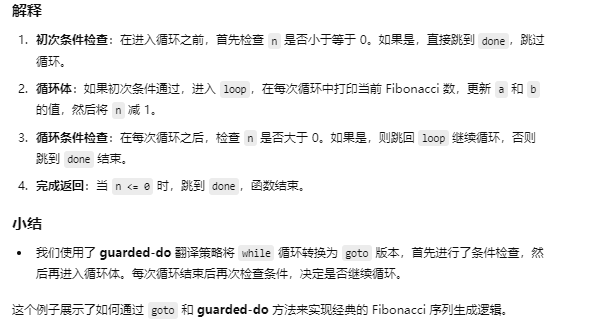 解释
1. 初次条件检查：在进入循环之前，首先检查 n 是否小于等于 0。如果是，直接跳到 done，跳过
循环。
2. 循环体：如果初次条件通过，进入 loop，在每次循环中打印当前 Fibonacci 数，更新 a 和 b
的值，然后将 n 减 1。
3. 循环条件检查：在每次循环之后，检查 n 是否大于 0。如果是，则跳回 loop 继续循环，否则
跳到 done 结束。
4. 完成返回：当 n <= 0 时，跳到 done，函数结束。
小结
• 我们使用了 guarded-do 翻译策略将 while 循环转换为 goto 版本，首先进行了条件检查，然
后再进入循环体。每次循环结束后再次检查条件，决定是否继续循环。
这个例子展示了如何通过 goto 和 guarded-do 方法来实现经典的 Fibonacci 序列生成逻辑。